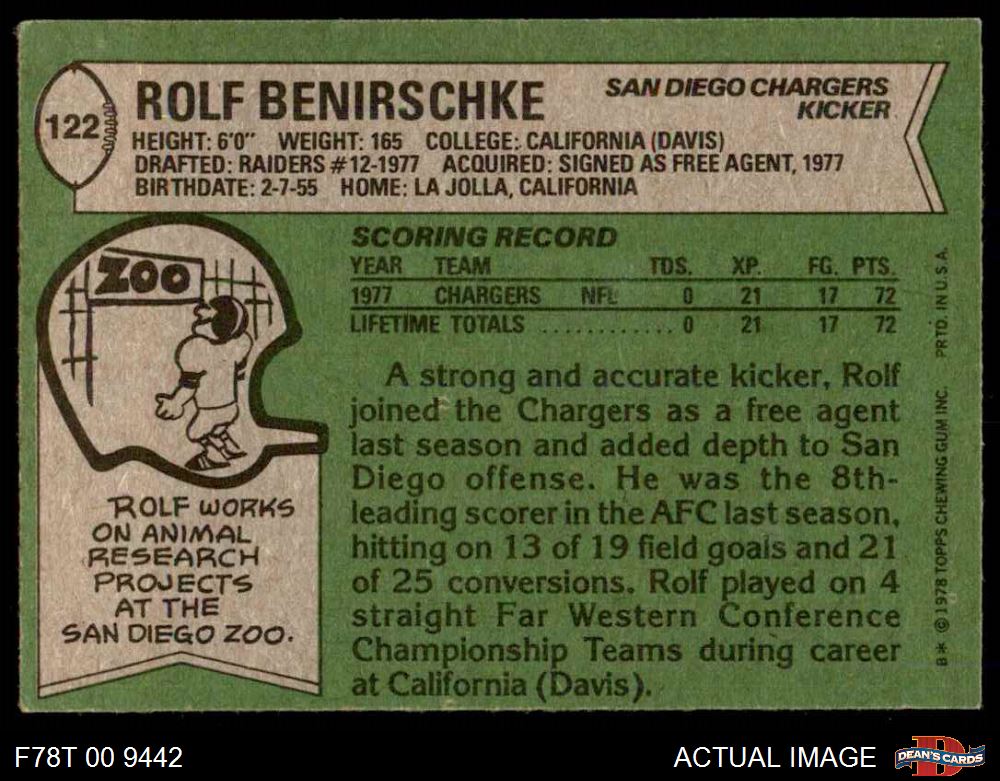 122
ROLF BENIRSCHKE
SAN DIEGO CHARGERS
KICKER
HEIGHT: 6'0" WEIGHT: 165 COLLEGE: CALIFORNIA (DAVIS)
DRAFTED: RAIDERS #12-1977 ACQUIRED: SIGNED AS FREE AGENT, 1977
BIRTHDATE: 2-7-55 HOME: LA JOLLA, CALIFORNIA
ZOO
ROLF WORKS
ON ANIMAL
RESEARCH
PROJECTS
AT THE
SAN DIEGO ZOO.
SCORING RECORD
YEAR TEAM TDS. XP. FG. PTS.
1977 CHARGERS NFL 0 21 17 72
LIFETIME TOTALS ............ 0 21 17 72
A strong and accurate kicker, Rolf
joined the Chargers as a free agent
last season and added depth to San
Diego offense. He was the 8th-
leading scorer in the AFC last season,
hitting on 13 of 19 field goals and 21
of 25 conversions. Rolf played on 4
straight Far Western Conference
Championship Teams during career
at California (Davis).
B* © 1978 TOPPS CHEWING GUM INC. PRTD. IN U.S.A.
F78T 00 9442
ACTUAL IMAGE
D
DEAN'S CARDS